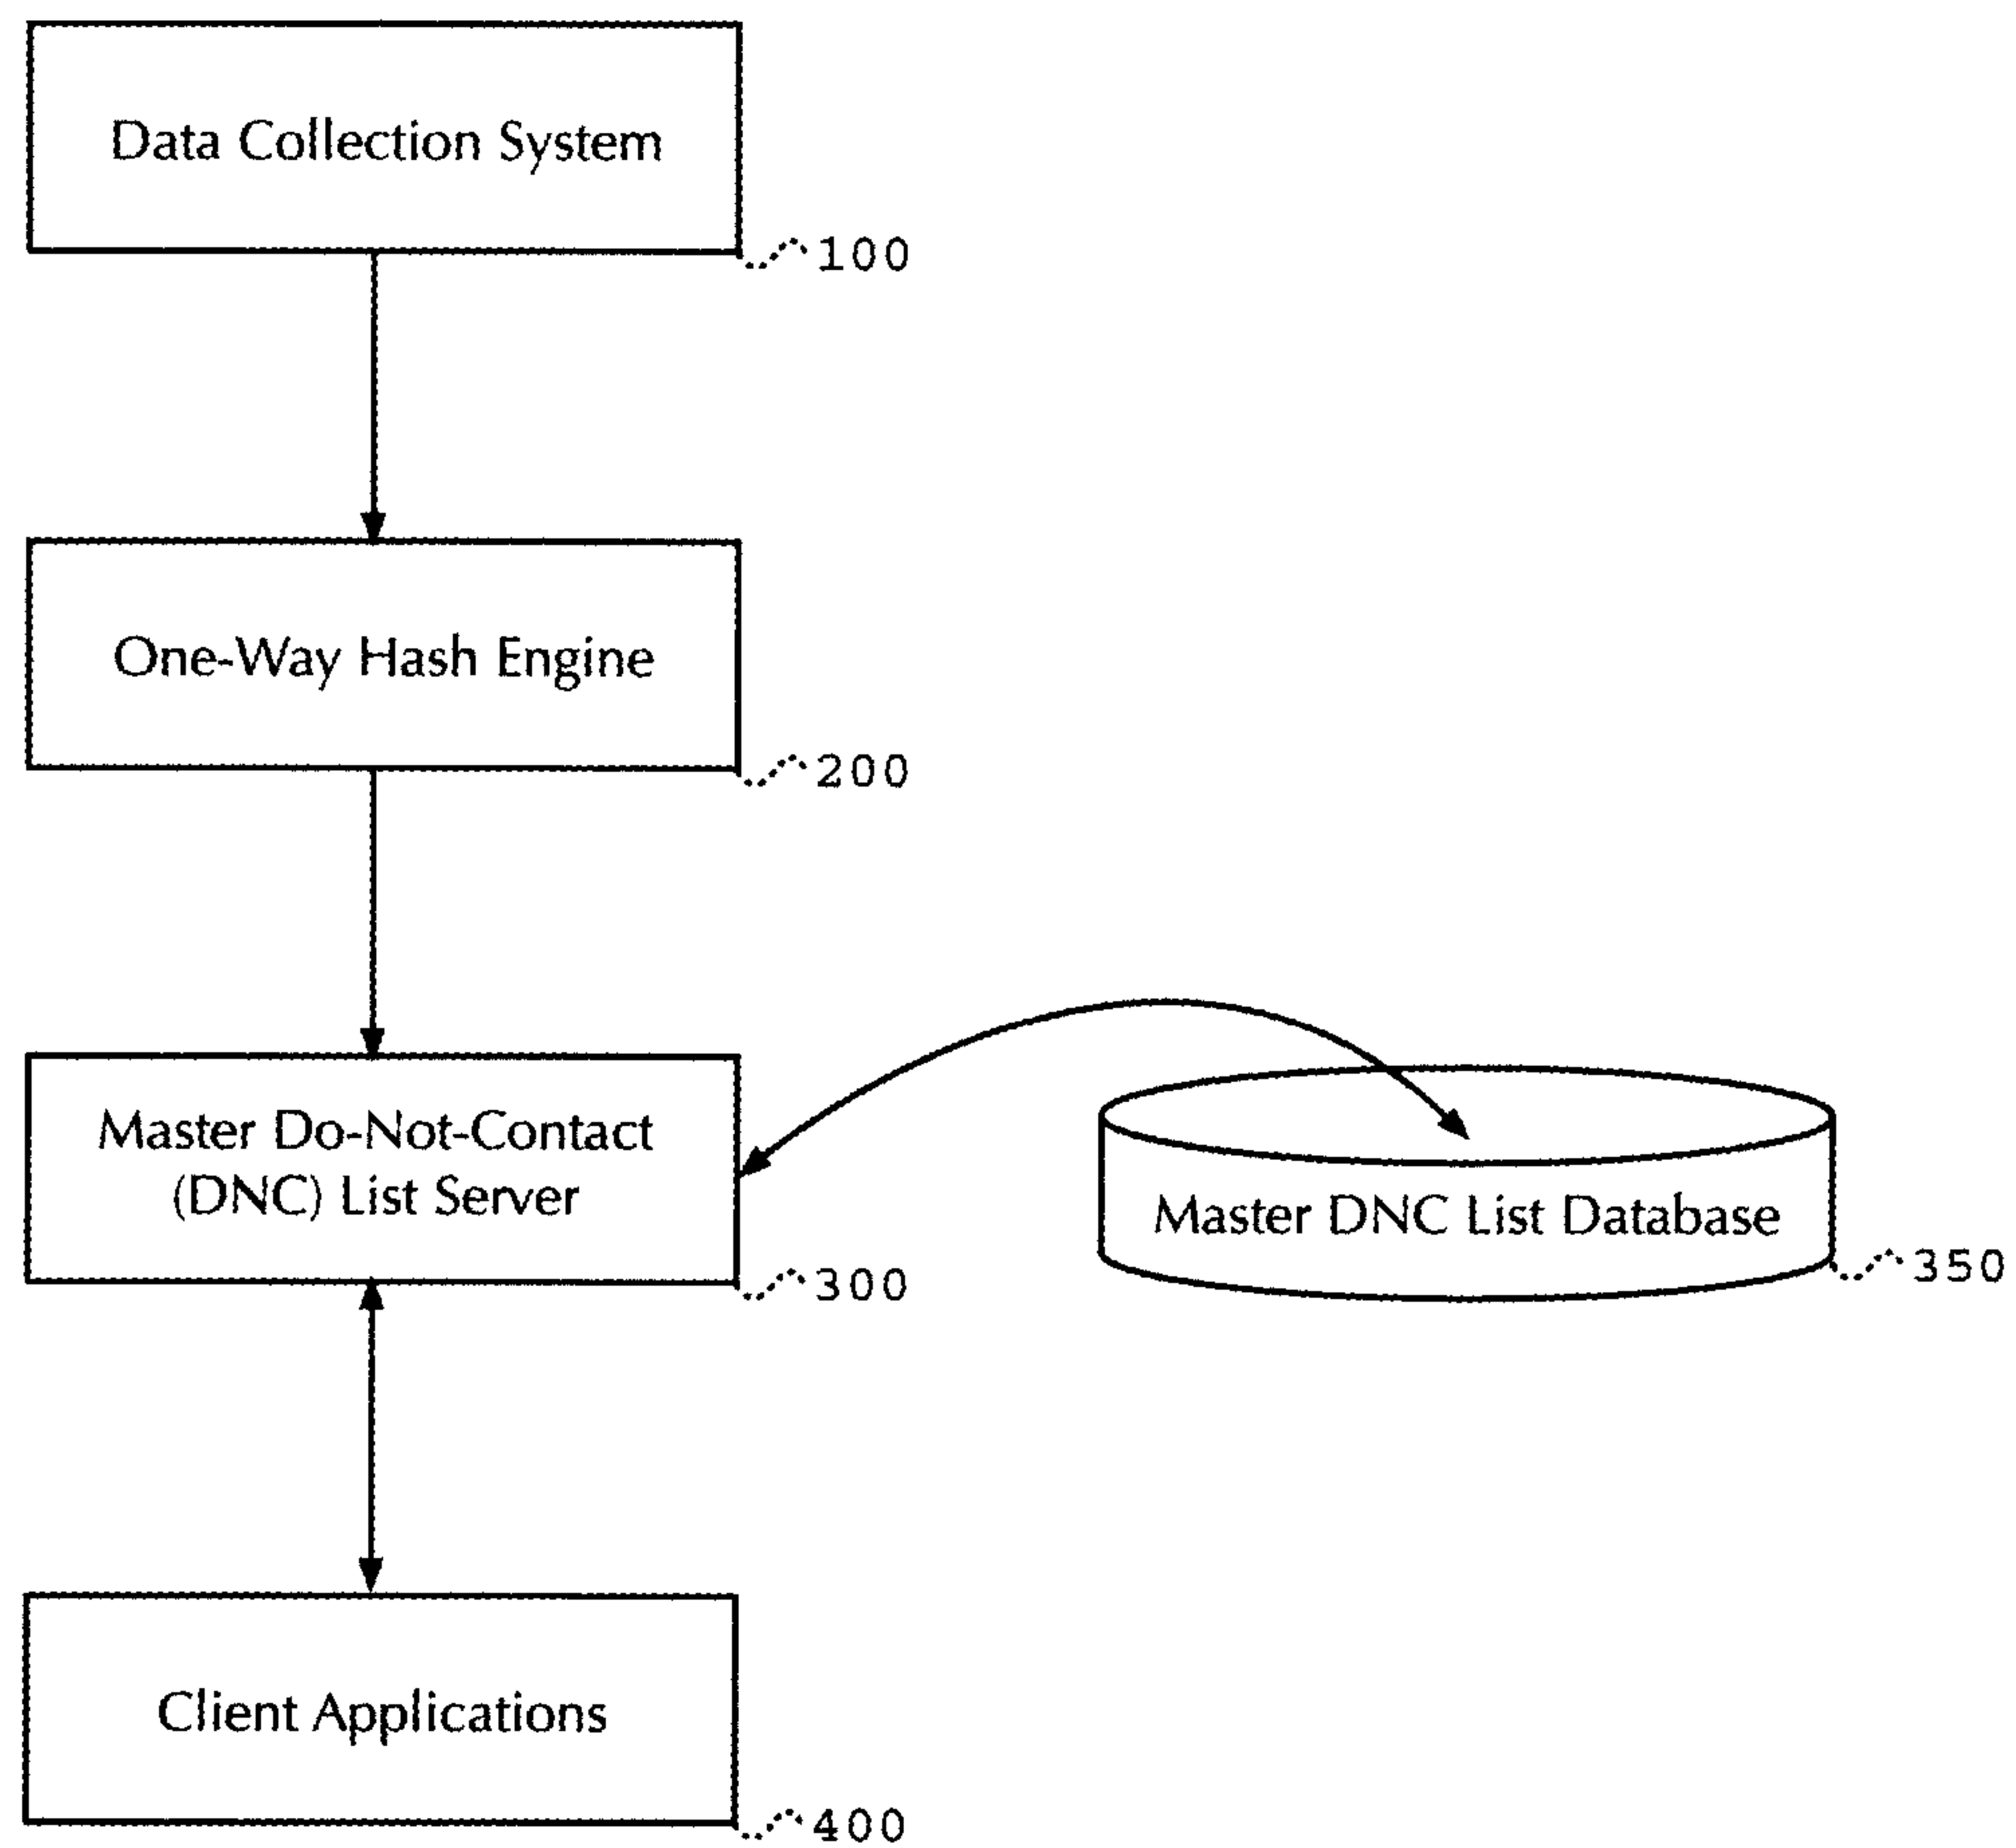 Data Collection System
100
One-Way Hash Engine
200
Master Do-Not-Contact
(DNC) List Server
300
Master DNC List Database
350
Client Applications
400